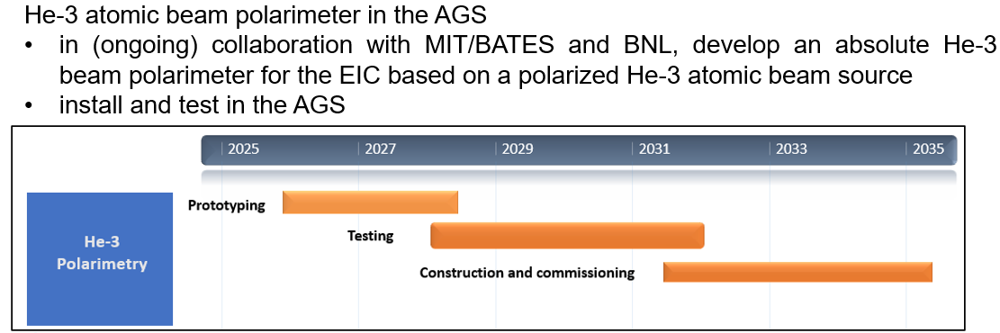 He-3 atomic beam polarimeter in the AGS
• in (ongoing) collaboration with MIT/BATES and BNL, develop an absolute He-3
beam polarimeter for the EIC based on a polarized He-3 atomic beam source
• install and test in the AGS
2025 2027 2029 2031 2033 2035
Prototyping
Testing
He-3
Polarimetry
Construction and commissioning